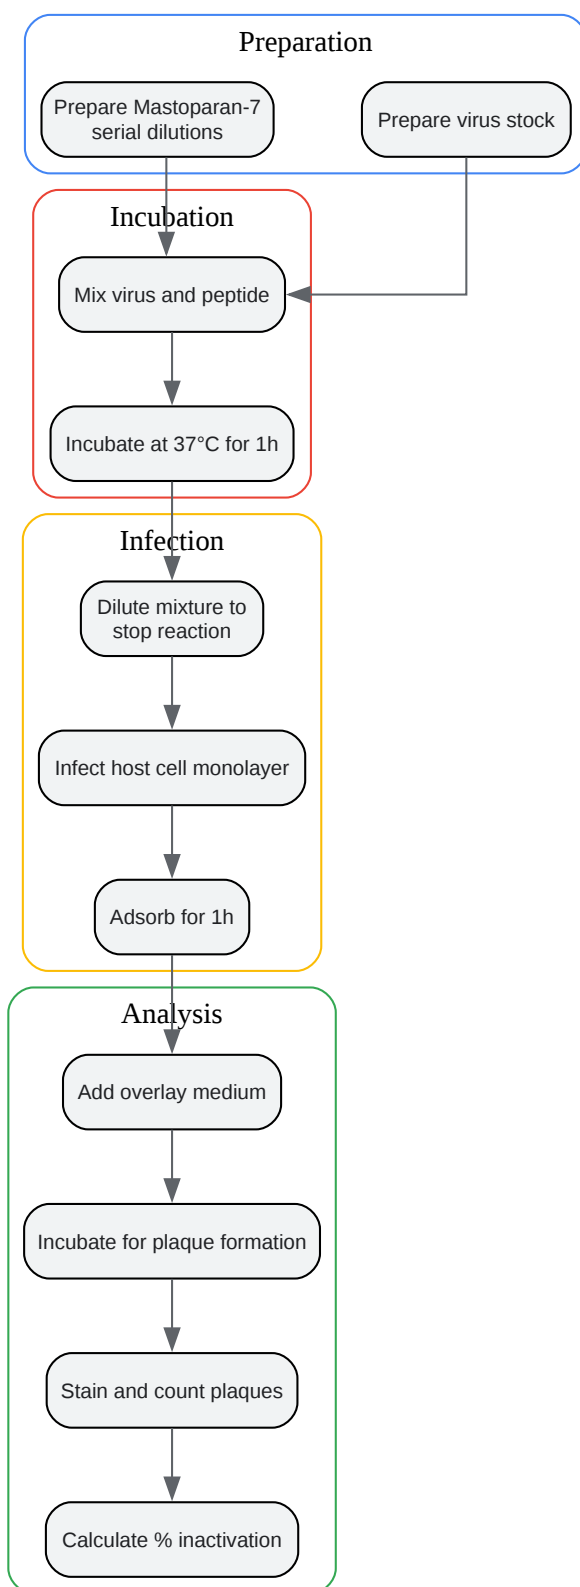 Preparation
Prepare Mastoparan-7
serial dilutions
Prepare virus stock
Incubation
Mix virus and peptide
Incubate at 37°C for 1h
Infection
Dilute mixture to
stop reaction
Infect host cell monolayer
Adsorb for 1h
Analysis
Add overlay medium
Incubate for plaque formation
Stain and count plaques
Calculate % inactivation